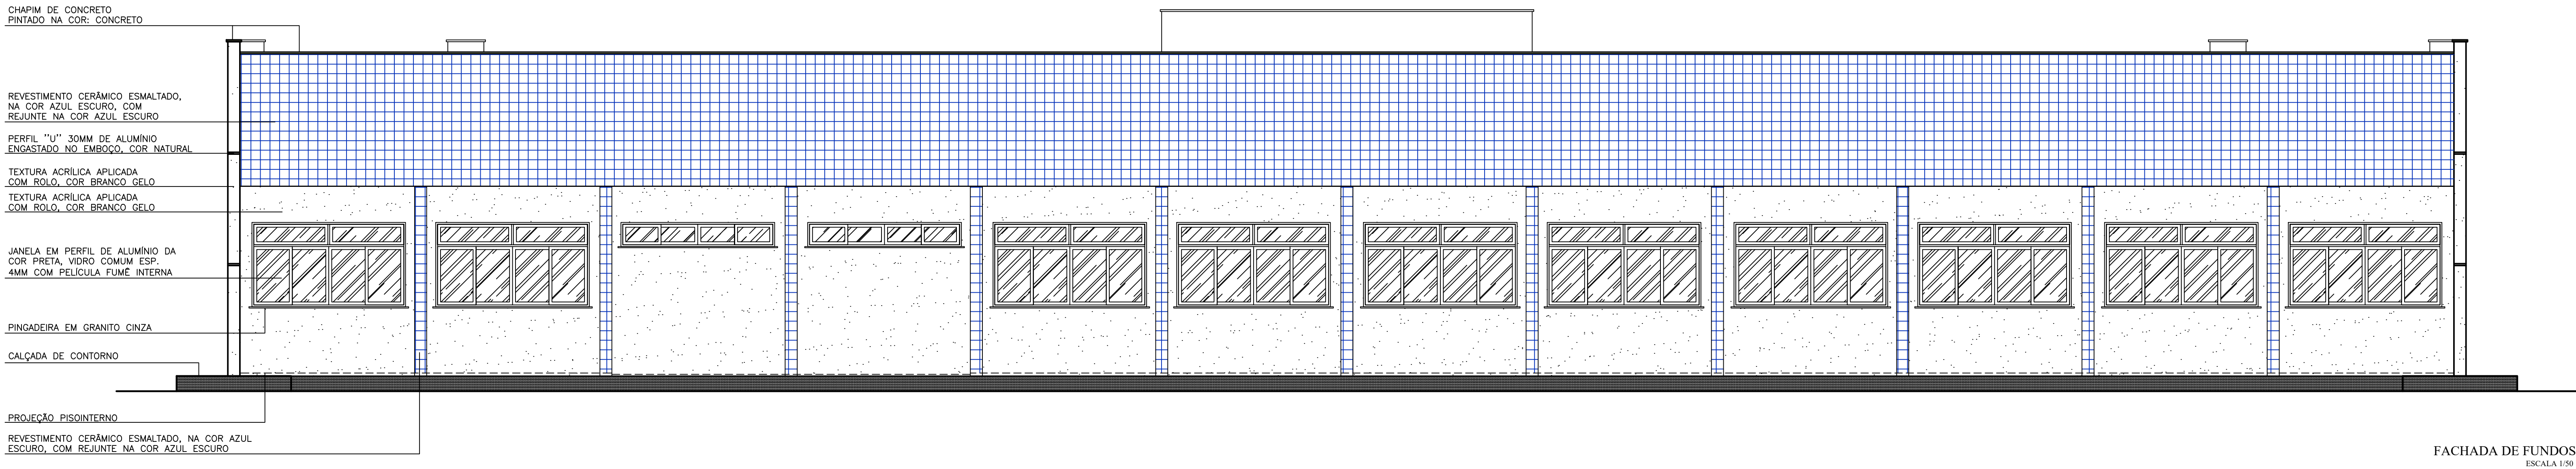 CHAPIM DE CONCRETO
PINTADO NA COR: CONCRETO
REVESTIMENTO CERÂMICO ESMALTADO,
NA COR AZUL ESCURO, COM
REJUNTE NA COR AZUL ESCURO
PERFIL ''U'' 30MM DE ALUMÍNIO
ENGASTADO NO EMBOÇO, COR NATURAL
TEXTURA ACRÍLICA APLICADA
COM ROLO, COR BRANCO GELO
TEXTURA ACRÍLICA APLICADA
COM ROLO, COR BRANCO GELO
JANELA EM PERFIL DE ALUMÍNIO DA
COR PRETA, VIDRO COMUM ESP.
4MM COM PELÍCULA FUMÊ INTERNA
PINGADEIRA EM GRANITO CINZA
CALÇADA DE CONTORNO
PROJEÇÃO PISOINTERNO
REVESTIMENTO CERÂMICO ESMALTADO, NA COR AZUL
ESCURO, COM REJUNTE NA COR AZUL ESCURO
FACHADA DE FUNDOS
ESCALA 1/50